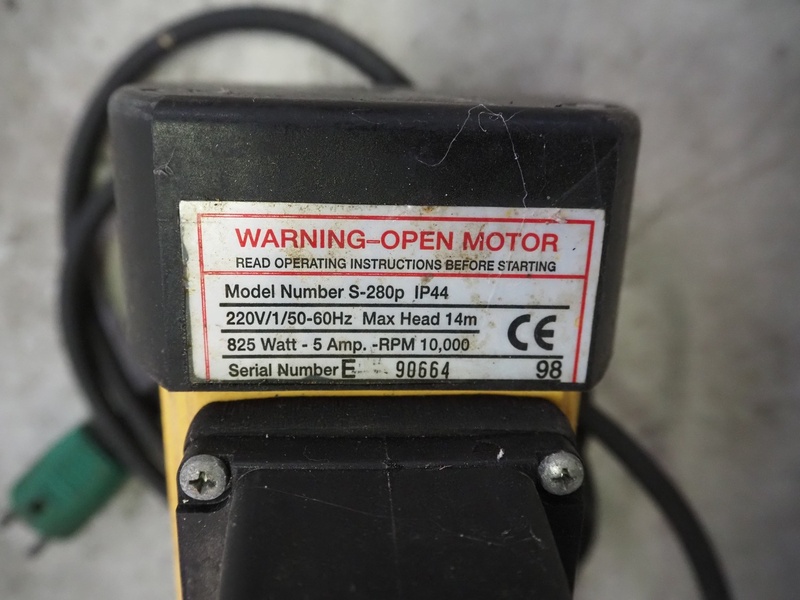 WARNING–OPEN MOTOR
READ OPERATING INSTRUCTIONS BEFORE STARTING
Model Number S-280p IP44
220V/1/50-60Hz Max Head 14m
CE
825 Watt - 5 Amp. -RPM 10,000
Serial Number E 90664 98